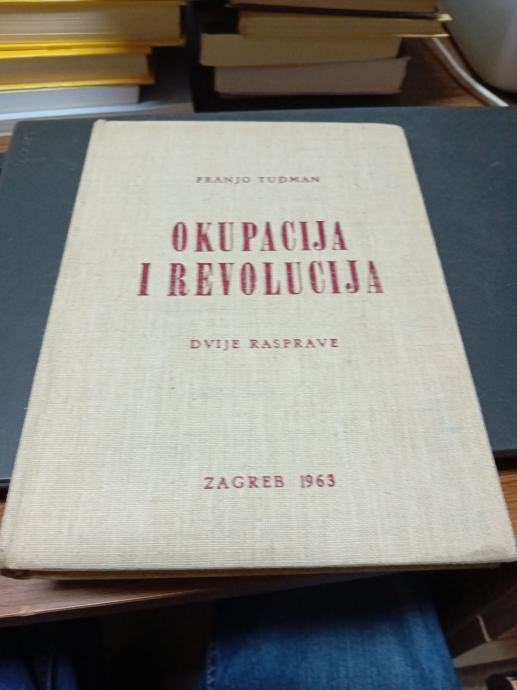 FRANJO TUĐMAN
OKUPACIJA
I REVOLUCIJA
DVIJE RASPRAVE
ZAGREB 1963